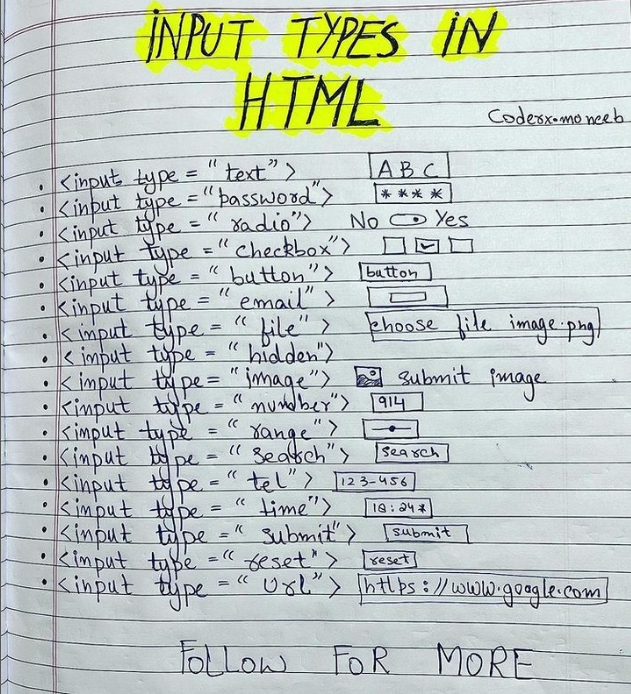 INPUT TYPES IN
HTML
Coderx.moneeb
• <input type = "text"> ABC
• <input type = "password"> ****
• <input type = "radio"> No Yes
• <input type = "checkbox">
• <input type = "button"> button
• <input type = "email">
• <input type = "file"> choose file image.png
• <input type = "hidden">
• <input type = "image"> submit image
• <input type = "number"> 914
• <input type = "range">
• <input type = "search"> search
• <input type = "tel"> 123-456
• <input type = "time">
• <input type = "submit"> submit
• <input type = "reset"> reset
• <input type = "Url"> https://www.google.com
FOLLOW FOR MORE